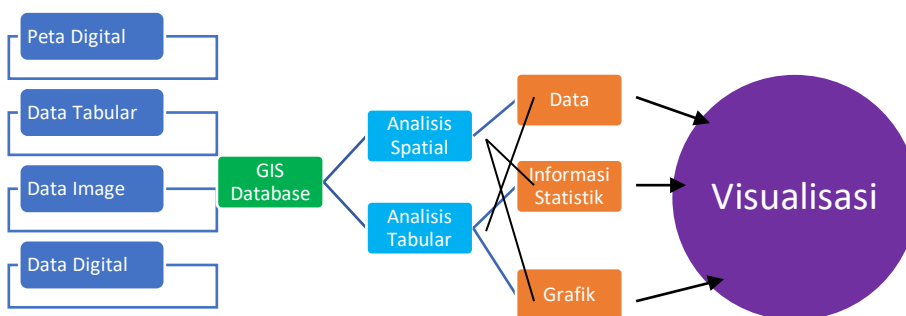 Peta Digital
Data Tabular
Data Image
Data Digital
GIS
Database
Analisis
Spatial
Analisis
Tabular
Data
Informasi
Statistik
Grafik
Visualisasi